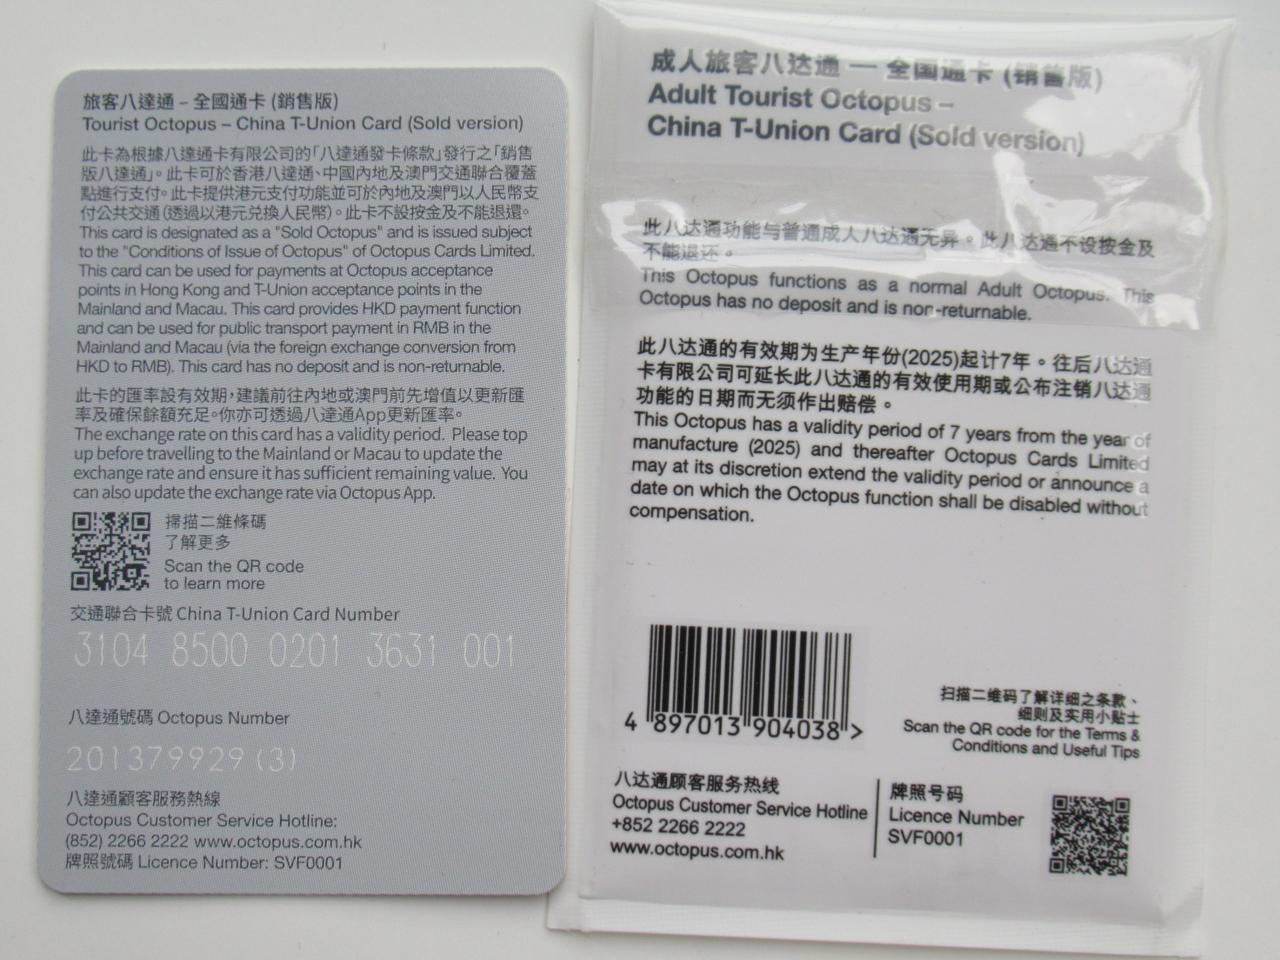 旅客八達通 – 全國通卡 (銷售版)
Tourist Octopus – China T-Union Card (Sold version)
此卡為根據八達通卡有限公司的「八達通發卡條款」發行之「銷售
版八達通」。此卡可於香港八達通、中國內地及澳門交通聯合覆蓋
點進行支付。此卡提供港元支付功能並可於內地及澳門以人民幣支
付公共交通（透過以港元兌換人民幣）。此卡不設按金及不能退還。
This card is designated as a "Sold Octopus" and is issued subject
to the "Conditions of Issue of Octopus" of Octopus Cards Limited.
This card can be used for payments at Octopus acceptance
points in Hong Kong and T-Union acceptance points in the
Mainland and Macau. This card provides HKD payment function
and can be used for public transport payment in RMB in the
Mainland and Macau (via the foreign exchange conversion from
HKD to RMB). This card has no deposit and is non-returnable.
此卡的匯率設有效期，建議前往內地或澳門前先增值以更新匯
率及確保餘額充足。你亦可透過八達通App更新匯率。
The exchange rate on this card has a validity period. Please top
up before travelling to the Mainland or Macau to update the
exchange rate and ensure it has sufficient remaining value. You
can also update the exchange rate via Octopus App.
掃描二維條碼
了解更多
Scan the QR code
to learn more
交通聯合卡號 China T-Union Card Number
3104 8500 0201 3631 001
八達通號碼 Octopus Number
201379929 (3)
八達通顧客服務熱線
Octopus Customer Service Hotline:
(852) 2266 2222 www.octopus.com.hk
牌照號碼 Licence Number: SVF0001
成人旅客八达通 — 全国通卡 (销售版)
Adult Tourist Octopus –
China T-Union Card (Sold version)
此八达通功能与普通成人八达通无异。此八达通不设按金及
不能退还。
This Octopus functions as a normal Adult Octopus. This
Octopus has no deposit and is non-returnable.
此八达通的有效期为生产年份(2025)起计7年。往后八达通
卡有限公司可延长此八达通的有效使用期或公布注销八达通
功能的日期而无须作出赔偿。
This Octopus has a validity period of 7 years from the year of
manufacture (2025) and thereafter Octopus Cards Limited
may at its discretion extend the validity period or announce a
date on which the Octopus function shall be disabled without
compensation.
4 897013 904038 >
扫描二维码了解详细之条款、
细则及实用小贴士
Scan the QR code for the Terms &
Conditions and Useful Tips
八达通顾客服务热线
Octopus Customer Service Hotline
+852 2266 2222
www.octopus.com.hk
牌照号码
Licence Number
SVF0001